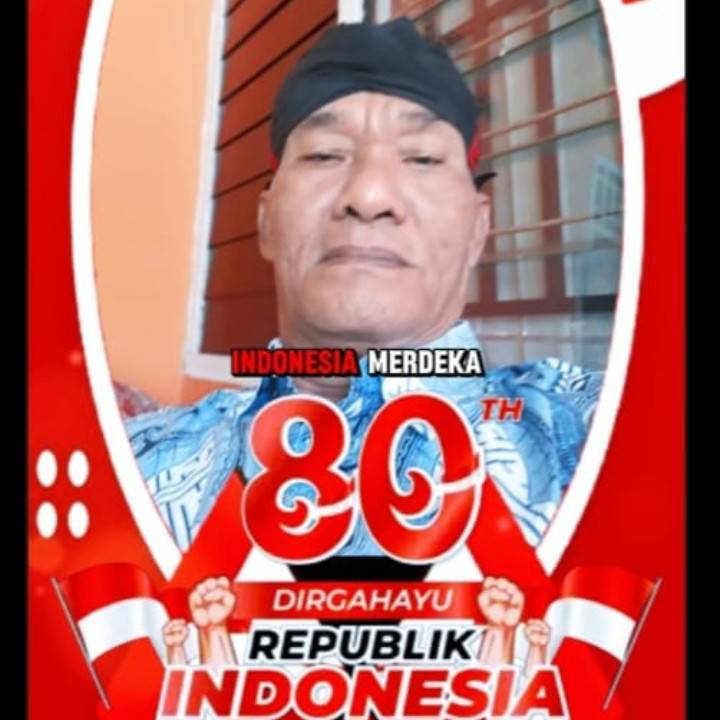 INDONESIA MERDEKA
80TH
DIRGAHAYU
REPUBLIK
INDONESIA